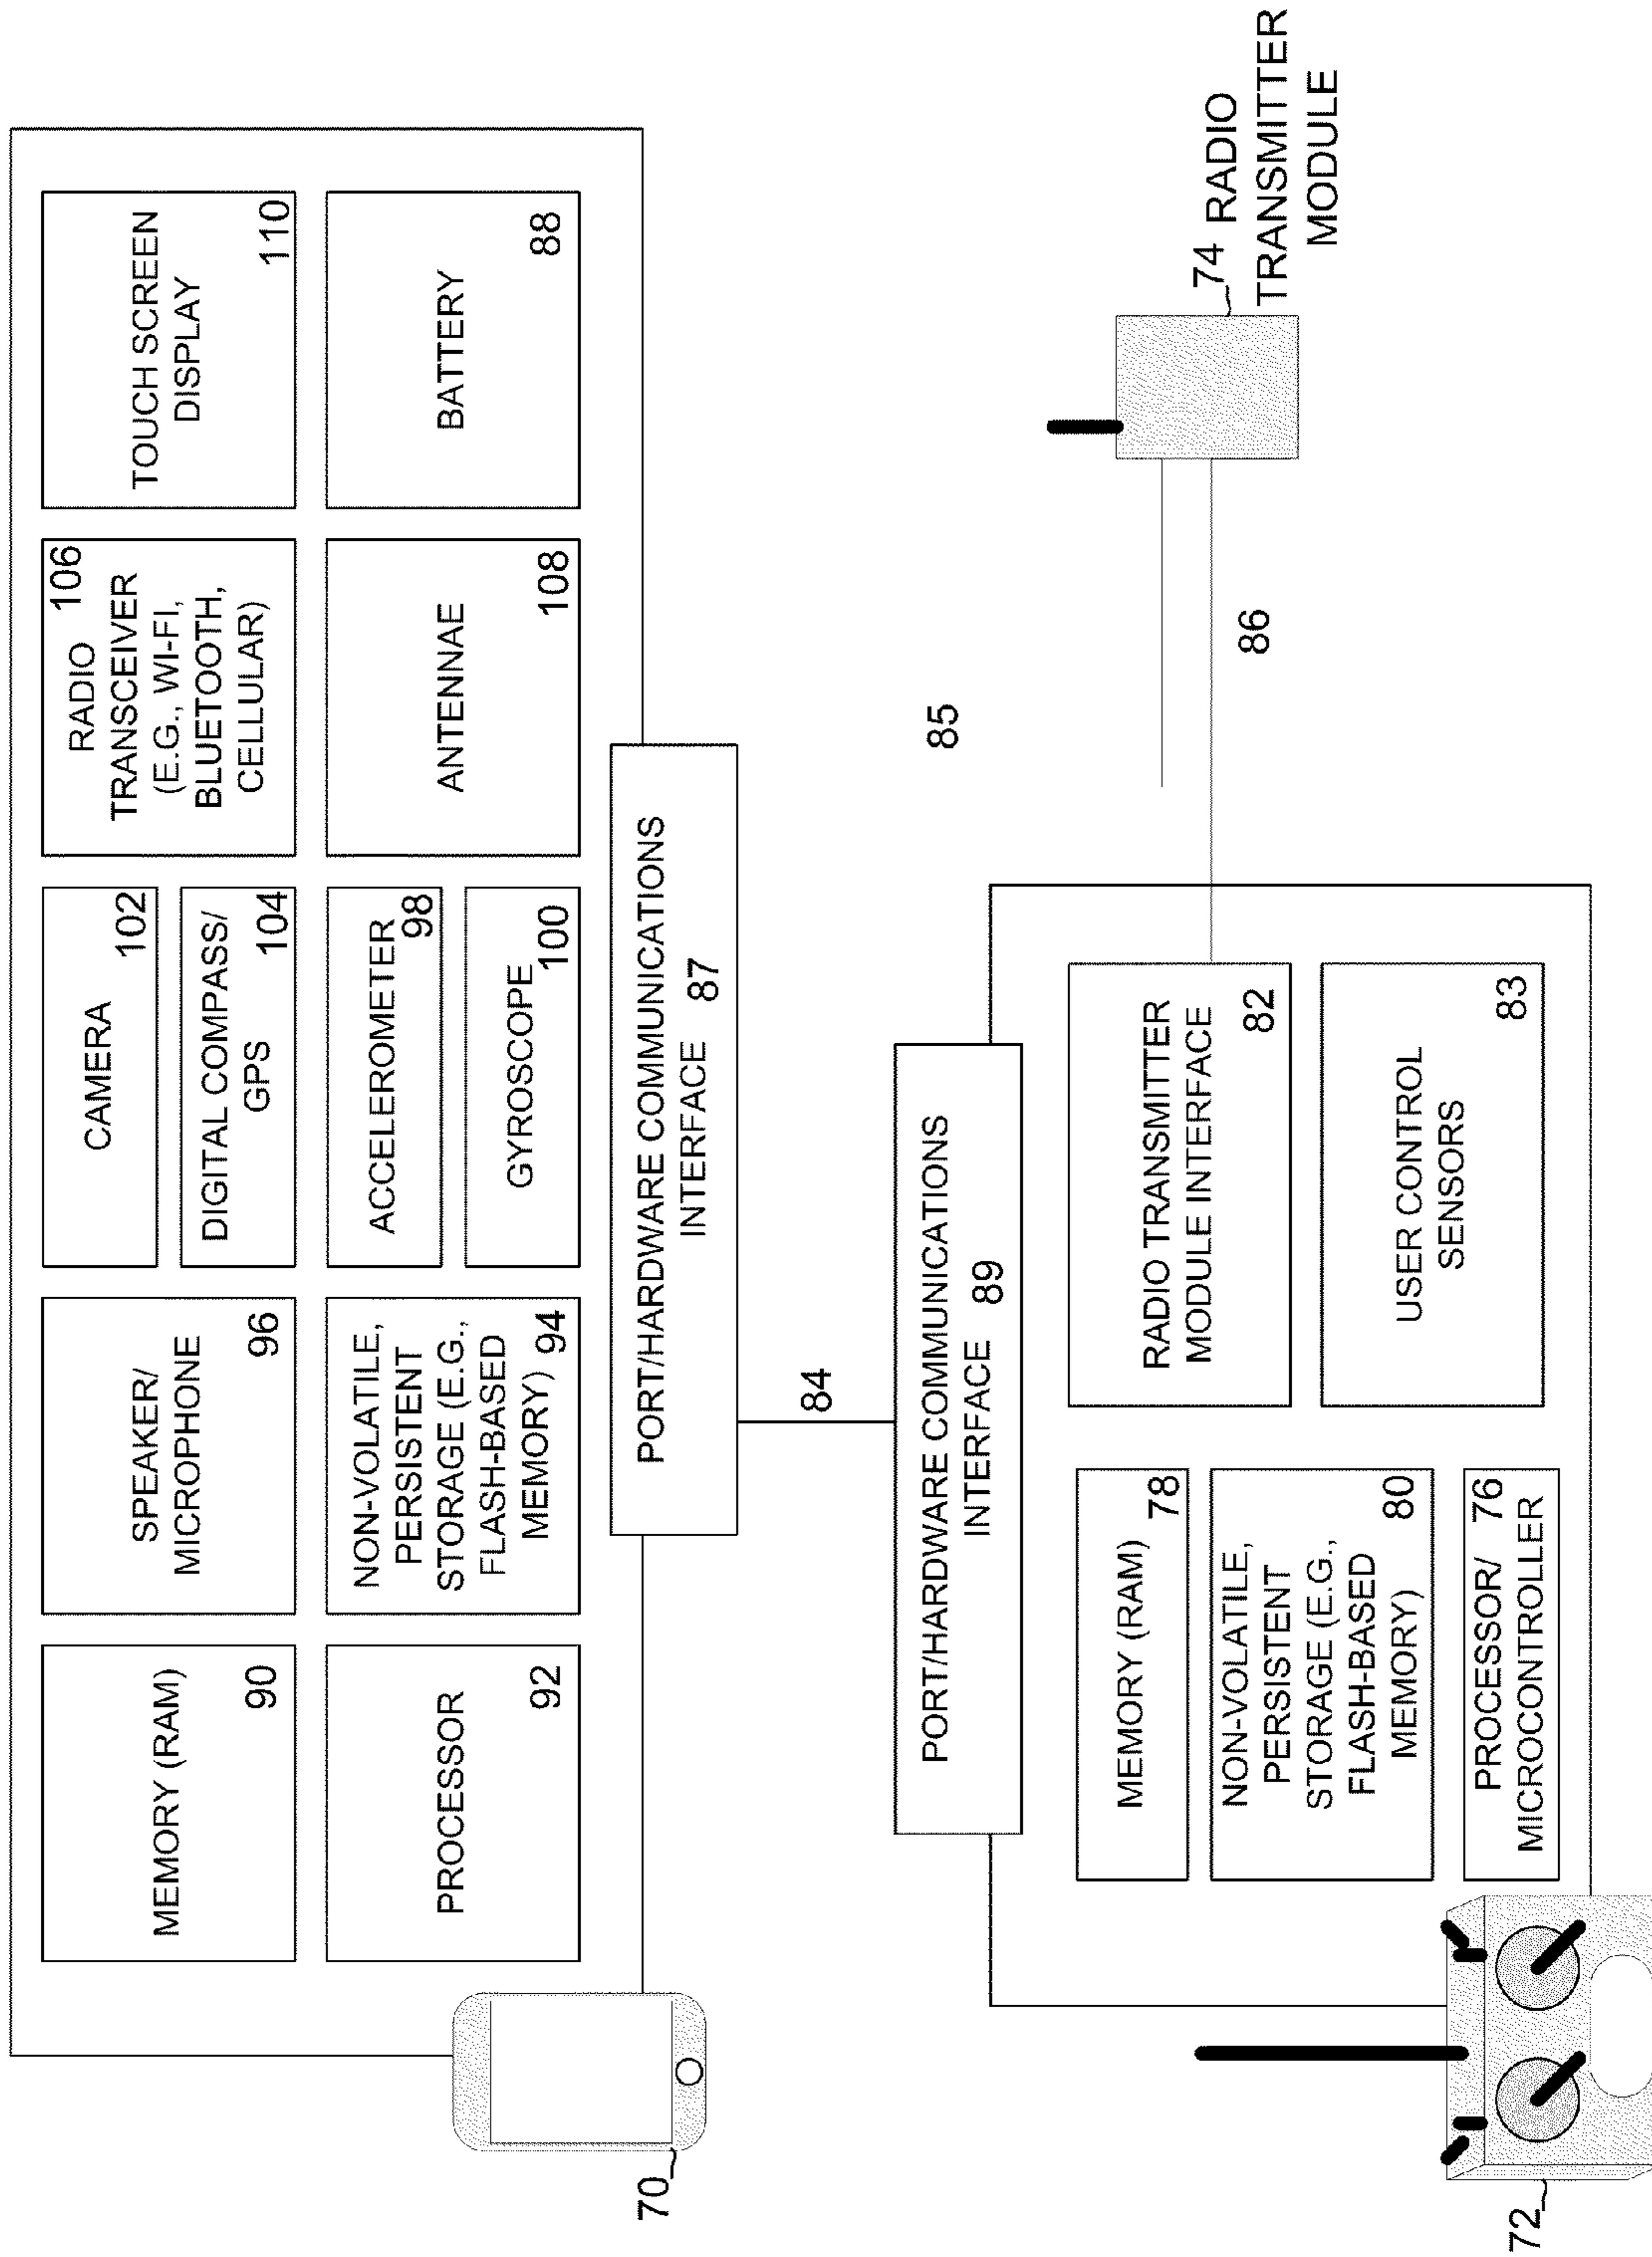 MEMORY (RAM)
90
SPEAKER/
MICROPHONE
96
CAMERA
102
DIGITAL COMPASS/
GPS 104
RADIO 106
TRANSCEIVER
(E.G., WI-FI,
BLUETOOTH,
CELLULAR)
TOUCH SCREEN
DISPLAY
110
PROCESSOR
92
NON-VOLATILE,
PERSISTENT
STORAGE (E.G.,
FLASH-BASED
MEMORY) 94
ACCELEROMETER
98
GYROSCOPE
100
ANTENNAE
108
BATTERY
88
70
PORT/HARDWARE COMMUNICATIONS
INTERFACE 87
84
85
PORT/HARDWARE COMMUNICATIONS
INTERFACE 89
MEMORY (RAM)
78
NON-VOLATILE,
PERSISTENT
STORAGE (E.G.,
FLASH-BASED
MEMORY)
80
PROCESSOR/ 76
MICROCONTROLLER
RADIO TRANSMITTER
MODULE INTERFACE
82
USER CONTROL
SENSORS
83
86
74 RADIO
TRANSMITTER
MODULE
72